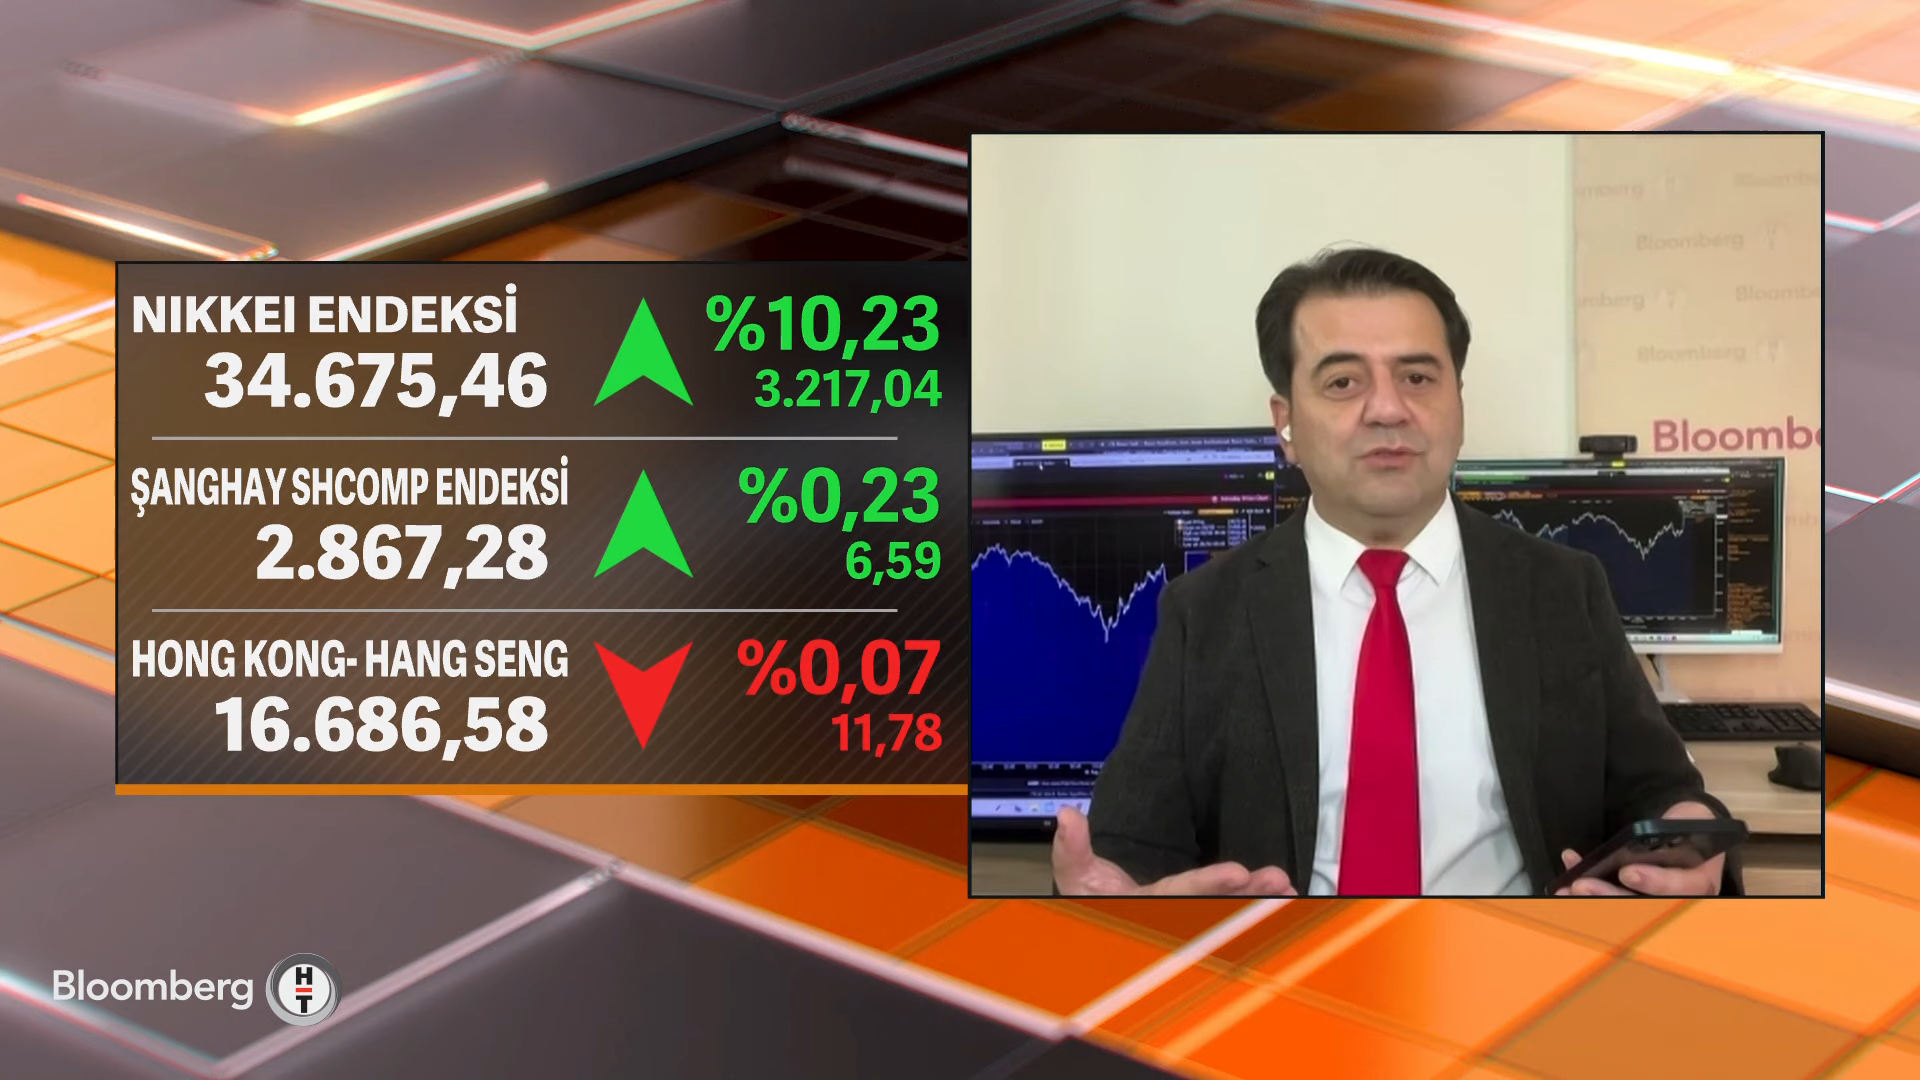 NIKKEI ENDEKSİ
34.675,46
%10,23
3.217,04
ŞANGHAY SHCOMP ENDEKSİ
2.867,28
%0,23
6,59
HONG KONG- HANG SENG
16.686,58
%0,07
11,78
Bloomberg
Bloomberg
Bloomberg HT